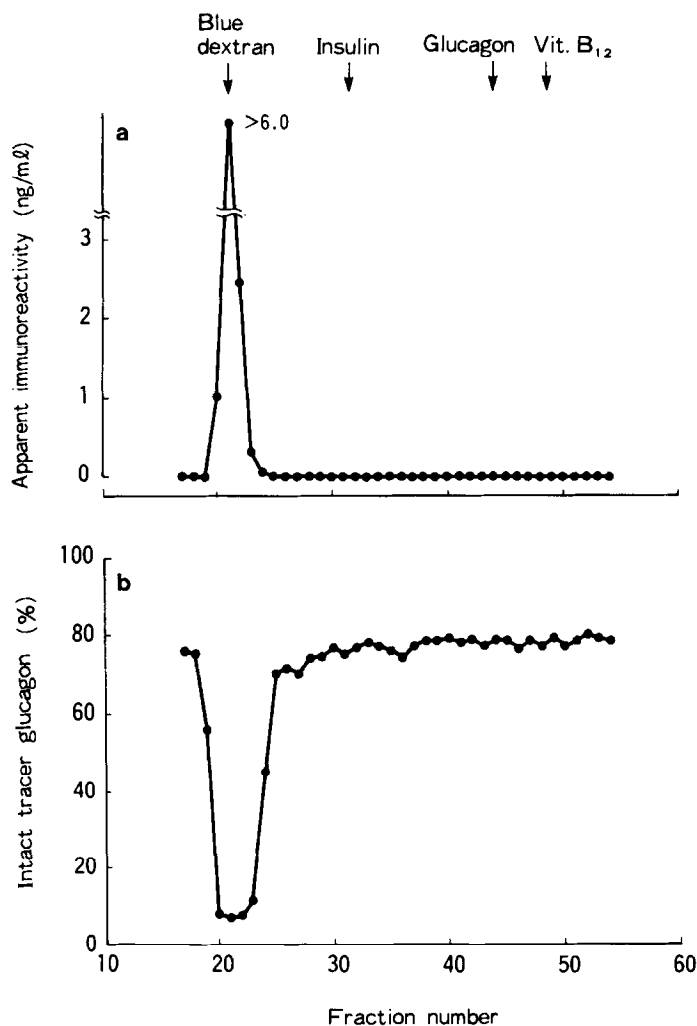 Blue dextran
Insulin
Glucagon
Vit. B₁₂
a
>6.0
Apparent immunoreactivity (ng/mℓ)
3
2
1
0
b
Intact tracer glucagon (%)
100
80
60
40
20
0
10
20
30
40
50
60
Fraction number